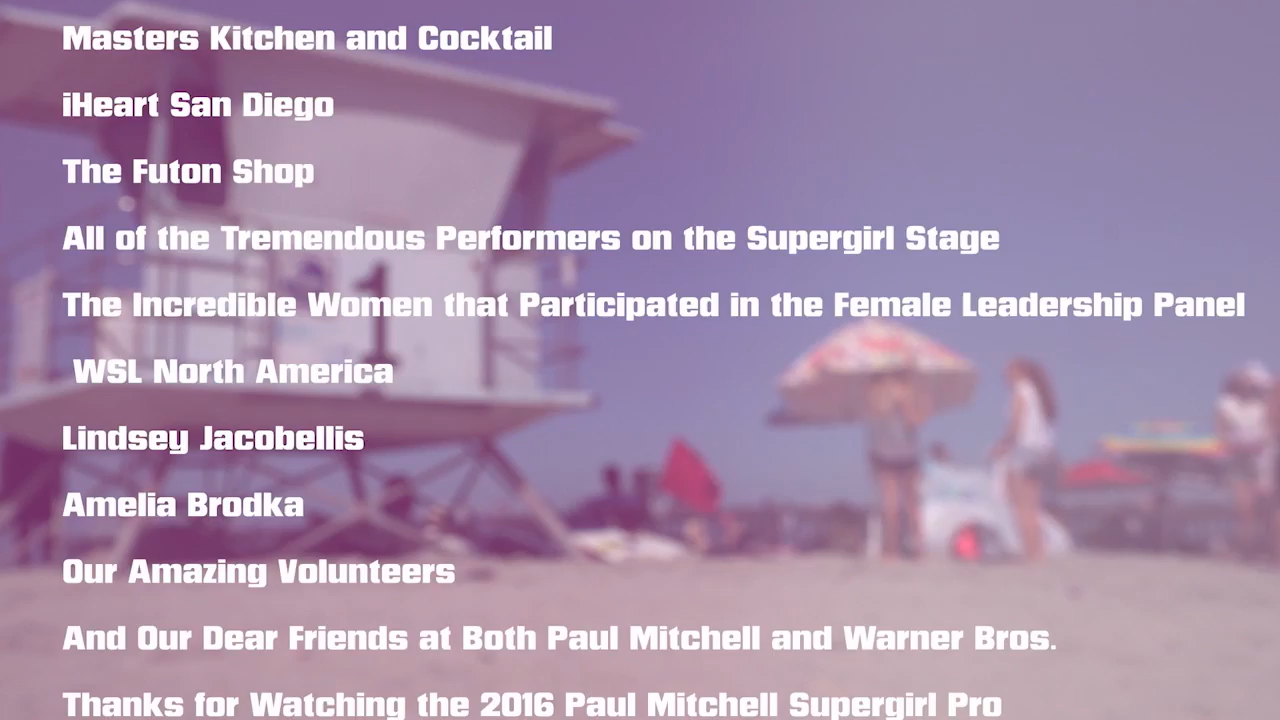 Masters Kitchen and Cocktail
iHeart San Diego
The Futon Shop
All of the Tremendous Performers on the Supergirl Stage
The Incredible Women that Participated in the Female Leadership Panel
WSL North America
Lindsey Jacobellis
Amelia Brodka
Our Amazing Volunteers
And Our Dear Friends at Both Paul Mitchell and Warner Bros.
Thanks for Watching the 2016 Paul Mitchell Supergirl Pro
1